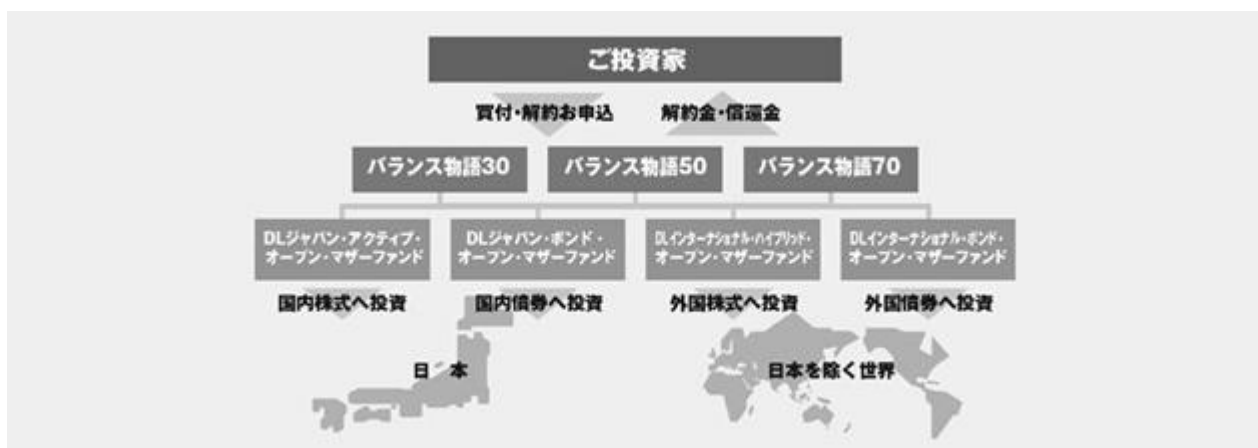 ご投資家
買付・解約お申込
解約金・償還金
バランス物語30
バランス物語50
バランス物語70
DLジャパン・アクティブ・
オープン・マザーファンド
DLジャパン・ボンド・
オープン・マザーファンド
DLインターナショナル・ハイブリッド・
オープン・マザーファンド
DLインターナショナル・ボンド・
オープン・マザーファンド
国内株式へ投資
国内債券へ投資
外国株式へ投資
外国債券へ投資
日 本
日本を除く世界